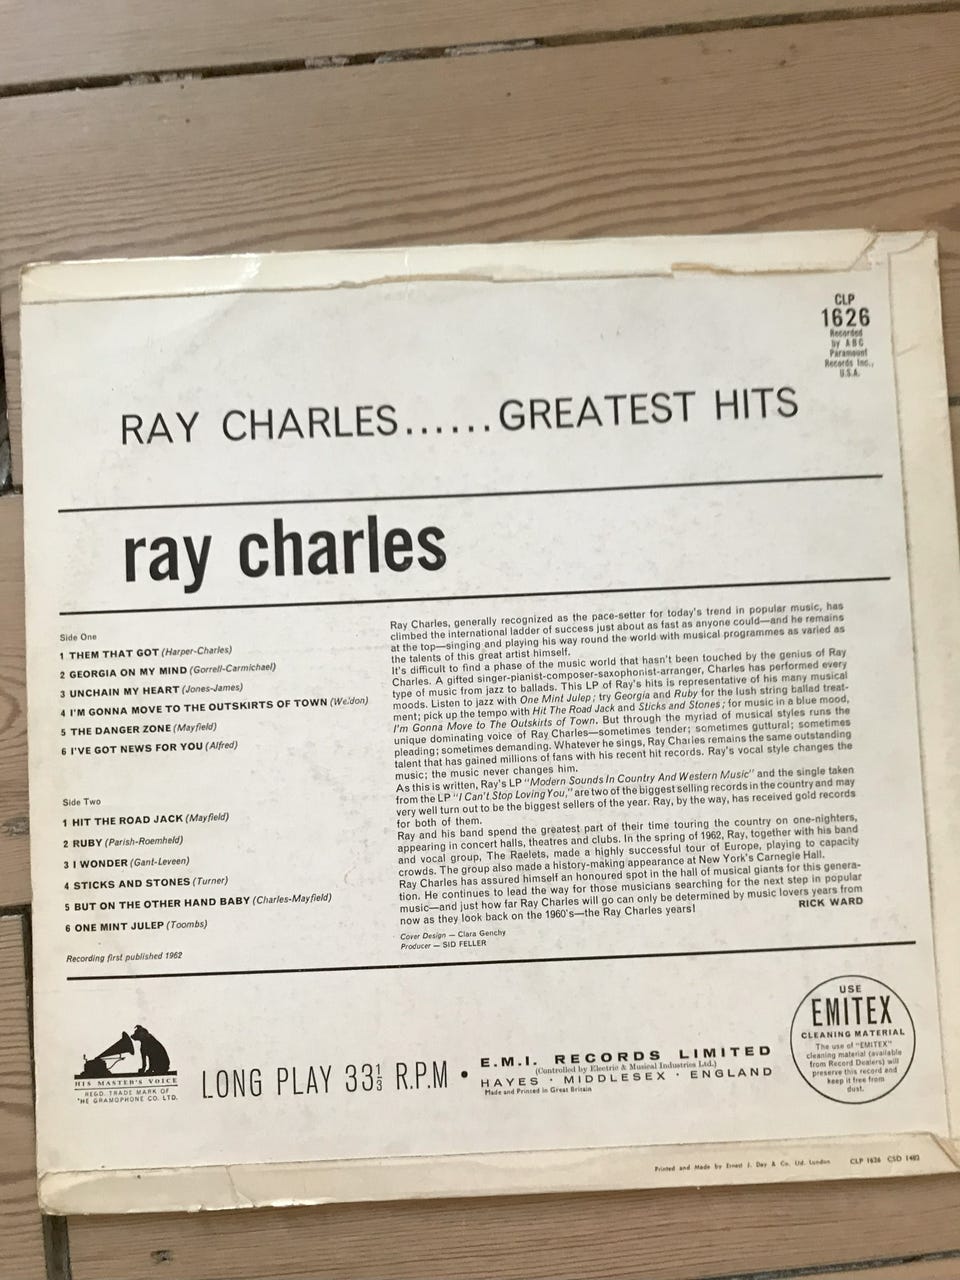 CLP
1626
Recorded
by ABC
Paramount
Records Inc.,
U.S.A.
RAY CHARLES......GREATEST HITS
ray charles
Side One
1 THEM THAT GOT (Harper-Charles)
2 GEORGIA ON MY MIND (Gorrell-Carmichael)
3 UNCHAIN MY HEART (Jones-James)
4 I'M GONNA MOVE TO THE OUTSKIRTS OF TOWN (Weldon)
5 THE DANGER ZONE (Mayfield)
6 I'VE GOT NEWS FOR YOU (Alfred)
Side Two
1 HIT THE ROAD JACK (Mayfield)
2 RUBY (Parish-Roemheld)
3 I WONDER (Gant-Leveen)
4 STICKS AND STONES (Turner)
5 BUT ON THE OTHER HAND BABY (Charles-Mayfield)
6 ONE MINT JULEP (Toombs)
Recording first published 1962
Ray Charles, generally recognized as the pace-setter for today's trend in popular music, has
climbed the international ladder of success just about as fast as anyone could—and he remains
at the top—singing and playing his way round the world with musical programmes as varied as
the talents of this great artist himself.
It's difficult to find a phase of the music world that hasn't been touched by the genius of Ray
Charles. A gifted singer-pianist-composer-saxophonist-arranger, Charles has performed every
type of music from jazz to ballads. This LP of Ray's hits is representative of his many musical
moods. Listen to jazz with One Mint Julep; try Georgia and Ruby for the lush string ballad treat-
ment; pick up the tempo with Hit The Road Jack and Sticks and Stones; for music in a blue mood,
I'm Gonna Move to The Outskirts of Town. But through the myriad of musical styles runs the
unique dominating voice of Ray Charles—sometimes tender; sometimes guttural; sometimes
pleading; sometimes demanding. Whatever he sings, Ray Charles remains the same outstanding
talent that has gained millions of fans with his recent hit records. Ray's vocal style changes the
music; the music never changes him.
As this is written, Ray's LP "Modern Sounds In Country And Western Music" and the single taken
from the LP "I Can't Stop Loving You," are two of the biggest selling records in the country and may
very well turn out to be the biggest sellers of the year. Ray, by the way, has received gold records
for both of them.
Ray and his band spend the greatest part of their time touring the country on one-nighters,
appearing in concert halls, theatres and clubs. In the spring of 1962, Ray, together with his band
and vocal group, The Raelets, made a highly successful tour of Europe, playing to capacity
crowds. The group also made a history-making appearance at New York's Carnegie Hall.
Ray Charles has assured himself an honoured spot in the hall of musical giants for this genera-
tion. He continues to lead the way for those musicians searching for the next step in popular
music—and just how far Ray Charles will go can only be determined by music lovers years from
now as they look back on the 1960's—the Ray Charles years!
RICK WARD
Cover Design — Clara Genchy
Producer — SID FELLER
HIS MASTER'S VOICE
REGD. TRADE MARK OF
THE GRAMOPHONE CO. LTD.
LONG PLAY 33⅓ R.P.M •
E.M.I. RECORDS LIMITED
(Controlled by Electric & Musical Industries Ltd.)
HAYES · MIDDLESEX · ENGLAND
Made and Printed in Great Britain
USE
EMITEX
CLEANING MATERIAL
The use of "EMITEX"
cleaning material (available
from Record Dealers) will
preserve this record and
keep it free from
dust.
Printed and Made by Ernest J. Day & Co. Ltd. London CLP 1626 CSD 1482